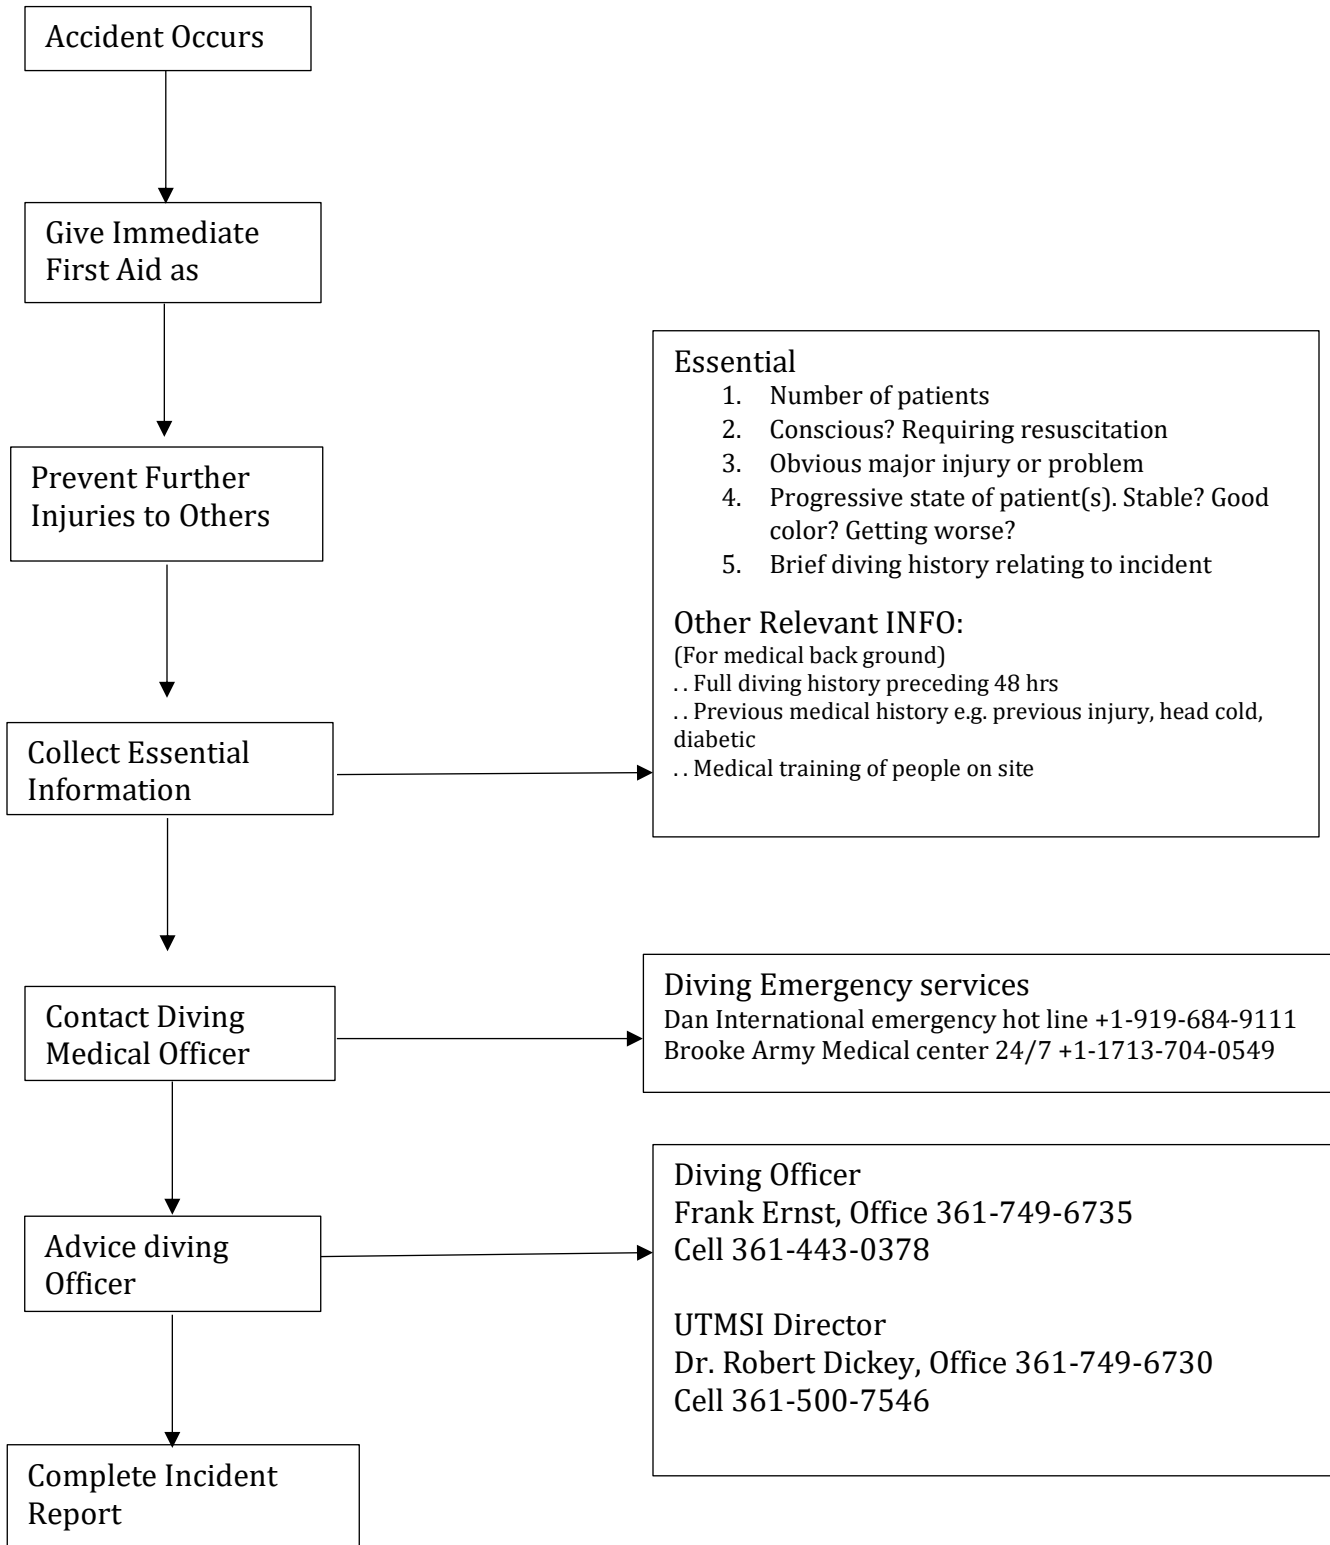 Accident Occurs
Give Immediate
First Aid as
Prevent Further
Injuries to Others
Collect Essential
Information
Essential
1. Number of patients
2. Conscious? Requiring resuscitation
3. Obvious major injury or problem
4. Progressive state of patient(s). Stable? Good
color? Getting worse?
5. Brief diving history relating to incident
Other Relevant INFO:
(For medical back ground)
. . Full diving history preceding 48 hrs
. . Previous medical history e.g. previous injury, head cold,
diabetic
. . Medical training of people on site
Contact Diving
Medical Officer
Diving Emergency services
Dan International emergency hot line +1-919-684-9111
Brooke Army Medical center 24/7 +1-1713-704-0549
Advice diving
Officer
Diving Officer
Frank Ernst, Office 361-749-6735
Cell 361-443-0378
UTMSI Director
Dr. Robert Dickey, Office 361-749-6730
Cell 361-500-7546
Complete Incident
Report